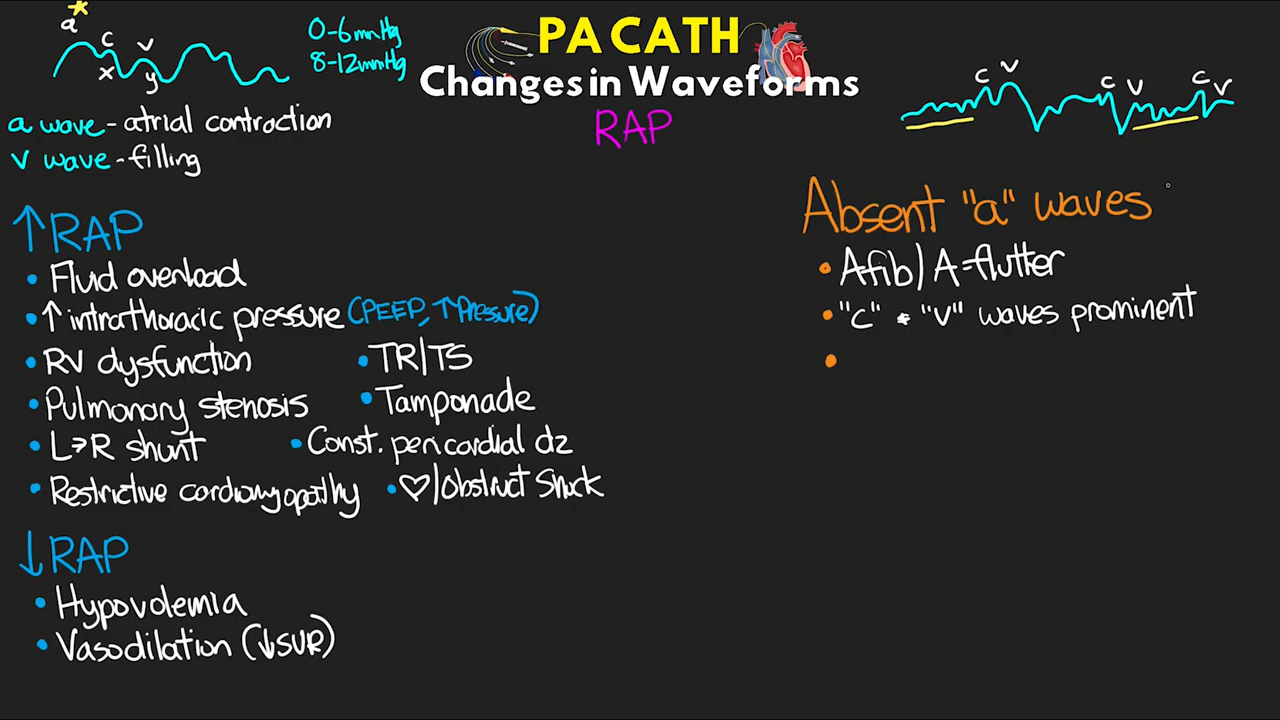 PA CATH
Changes in Waveforms
RAP
a
c
v
x
y
0-6mmHg
8-12mmHg
a wave - atrial contraction
v wave - filling
↑RAP
• Fluid overload
• ↑ intrathoracic pressure (PEEP, ↑Pressure)
• RV dysfunction
• TR/TS
• Pulmonary stenosis
• Tamponade
• L→R shunt
• Const. pericardial dz
• Restrictive cardiomyopathy
• ♡/Obstruct Shock
↓RAP
• Hypovolemia
• Vasodilation (↓SVR)
c v c v c v
Absent "a" waves
• Afib/A-flutter
• "c" + "v" waves prominent